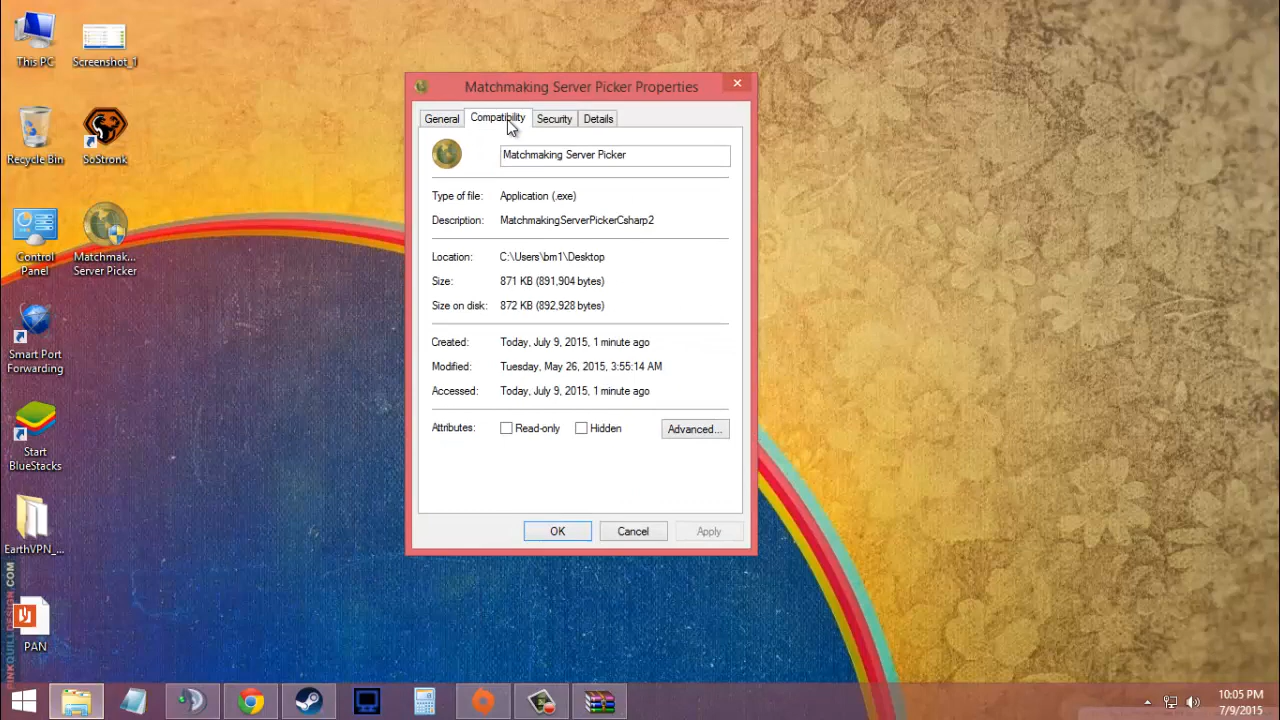 This PC
Screenshot_1
Recycle Bin
SoStronk
Control
Panel
Matchmak...
Server Picker
Smart Port
Forwarding
Start
BlueStacks
EarthVPN_...
PAN
PINKQUILLDESIGN.COM
Matchmaking Server Picker Properties
General
Compatibility
Security
Details
Matchmaking Server Picker
Type of file: Application (.exe)
Description: MatchmakingServerPickerCsharp2
Location: C:\Users\bm1\Desktop
Size: 871 KB (891,904 bytes)
Size on disk: 872 KB (892,928 bytes)
Created: Today, July 9, 2015, 1 minute ago
Modified: Tuesday, May 26, 2015, 3:55:14 AM
Accessed: Today, July 9, 2015, 1 minute ago
Attributes: Read-only Hidden Advanced...
OK Cancel Apply
10:05 PM
7/9/2015